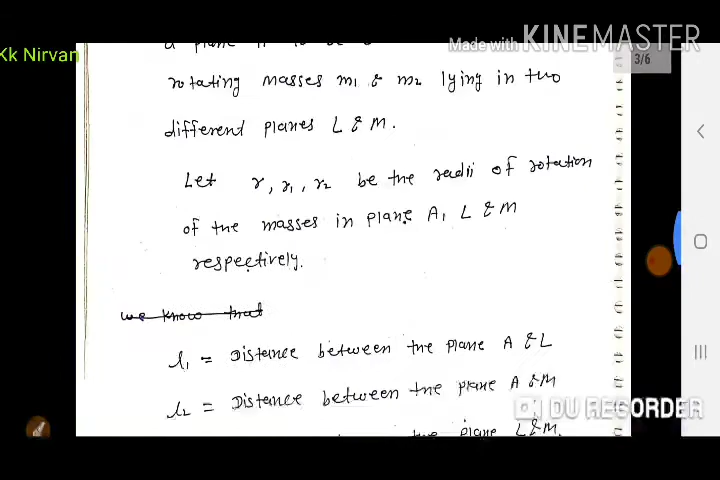 Made with KINEMASTER
Kk Nirvan
3/6
rotating masses m1 & m2 lying in two
different planes L & M.
Let r, r1, r2 be the radii of rotation
of the masses in plane A, L & M
respectively.
we know that
l1 = Distance between the plane A & L
l2 = Distance between the plane A & M
DU RECORDER
the plane L & M.